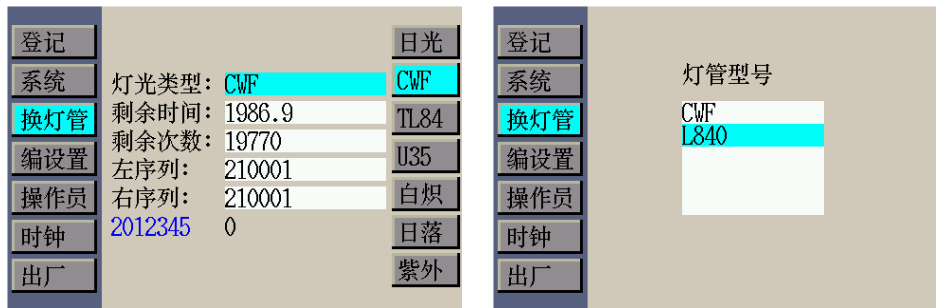 登记
系统
换灯管
编设置
操作员
时钟
出厂
灯光类型: CWF
剩余时间: 1986.9
剩余次数: 19770
左序列: 210001
右序列: 210001
2012345 0
日光
CWF
TL84
U35
白炽
日落
紫外
登记
系统
换灯管
编设置
操作员
时钟
出厂
灯管型号
CWF
L840